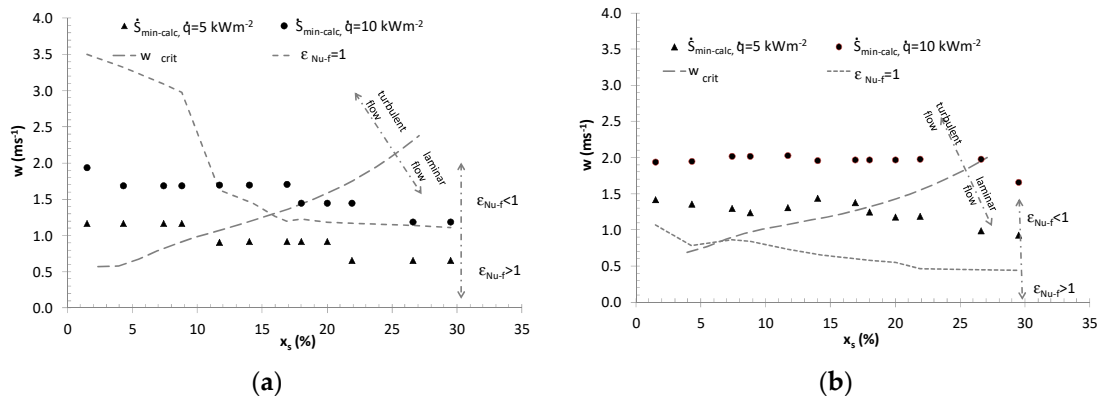 a
▲ Ṡmin-calc, q̇=5 kWm-2 ● Ṡmin-calc, q̇=10 kWm-2
w crit ε Nu-f=1
4.0
3.5
3.0
2.5
2.0
1.5
1.0
0.5
0.0
w (ms-1)
turbulent
flow
laminar
flow
εNu-f<1
εNu-f>1
0 5 10 15 20 25 30 35
xs (%)
(a)
b
▲ Ṡmin-calc, q̇=5 kWm-2 ● Ṡmin-calc, q̇=10 kWm-2
w crit ε Nu-f=1
4.0
3.5
3.0
2.5
2.0
1.5
1.0
0.5
0.0
w (ms-1)
turbulent
flow
laminar
flow
εNu-f<1
εNu-f>1
0 5 10 15 20 25 30 35
xs (%)
(b)